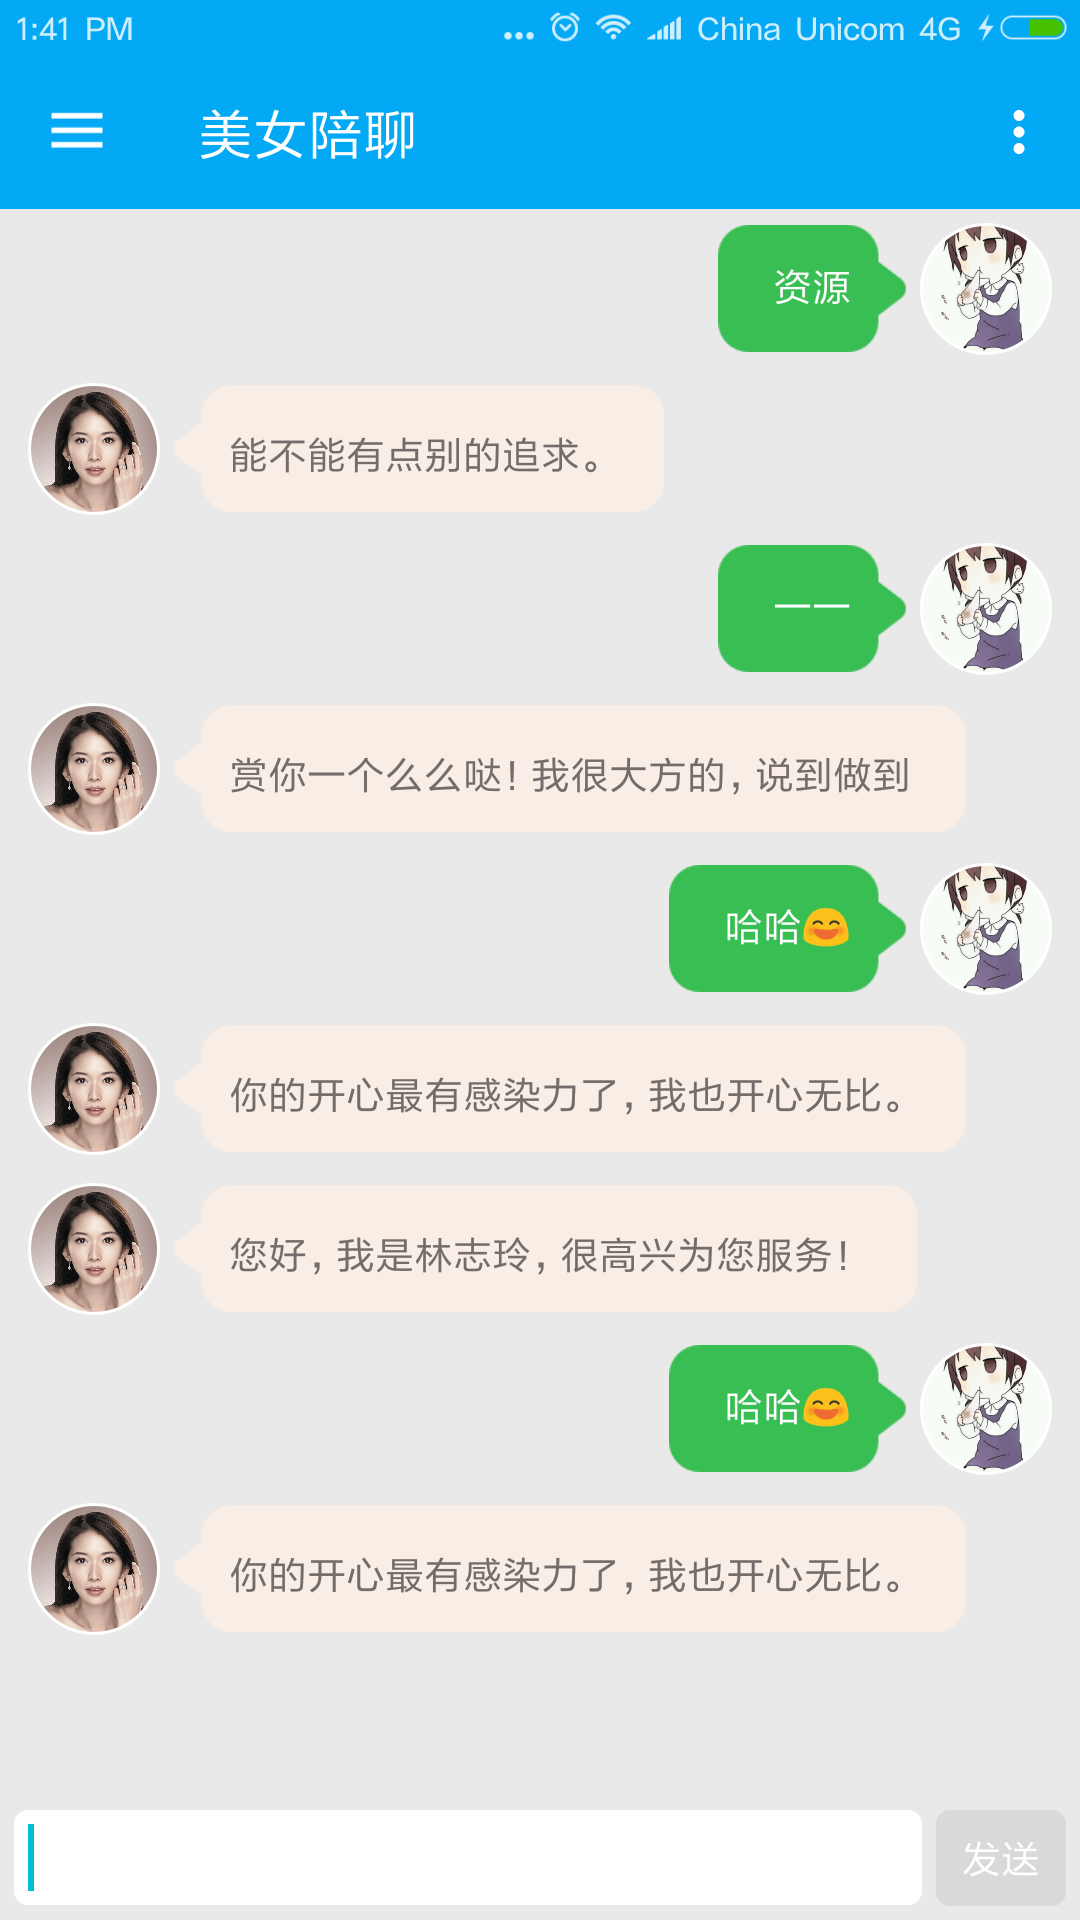 1:41 PM
... China Unicom 4G
美女陪聊
资源
能不能有点别的追求。
一一
赏你一个么么哒！我很大方的，说到做到
哈哈😄
你的开心最有感染力了，我也开心无比。
您好，我是林志玲，很高兴为您服务！
哈哈😄
你的开心最有感染力了，我也开心无比。
发送